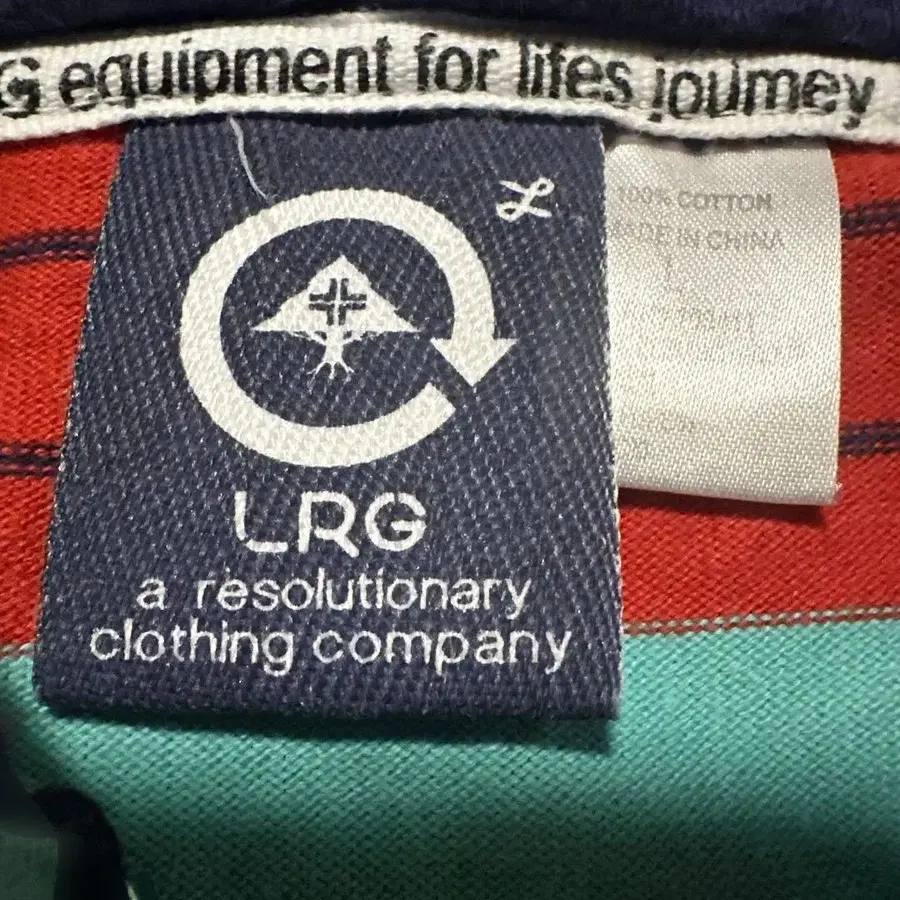 G equipment for lifes journey
L
100% COTTON
MADE IN CHINA
LRG
a resolutionary
clothing company